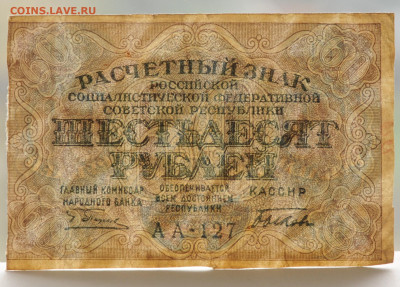 COINS.LAVE.RU
РАСЧЕТНЫЙ ЗНАК
РОССИЙСКОЙ
СОЦИАЛИСТИЧЕСКОЙ ФЕДЕРАТИВНОЙ
СОВЕТСКОЙ РЕСПУБЛИКИ
ШЕСТЬДЕСЯТ
РУБЛЕЙ
ГЛАВНЫЙ КОМИССАР
НАРОДНОГО БАНКА
ОБЕСПЕЧИВАЕТСЯ
ВСЕМ ДОСТОЯНИЕМ
РЕСПУБЛИКИ
КАССИР
АА-127